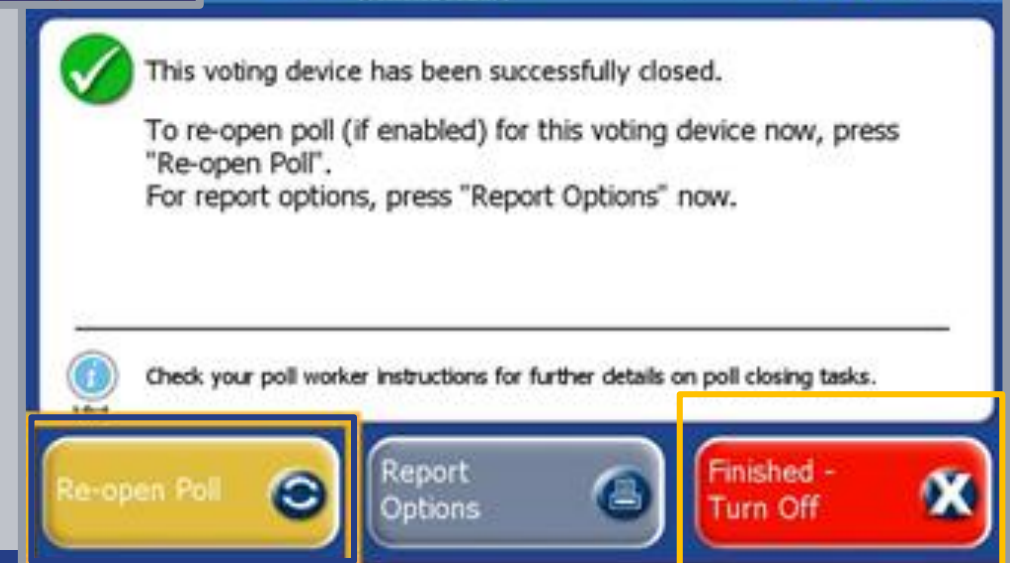 This voting device has been successfully closed.
To re-open poll (if enabled) for this voting device now, press
"Re-open Poll".
For report options, press "Report Options" now.
Check your poll worker instructions for further details on poll closing tasks.
Re-open Poll
Report
Options
Finished -
Turn Off